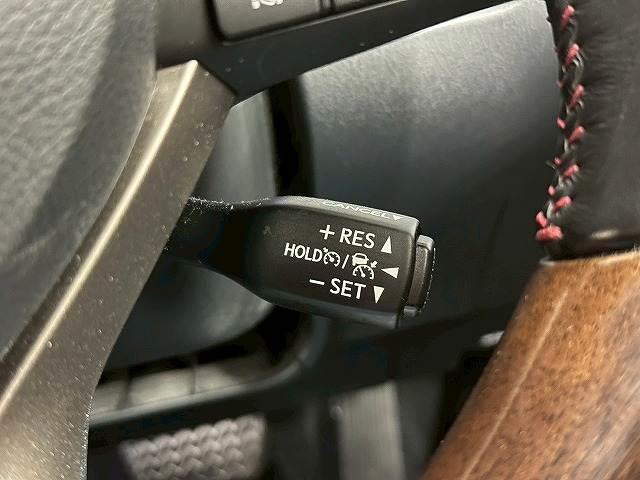 CANCEL
+ RES ▲
HOLD / ◄
− SET ▼